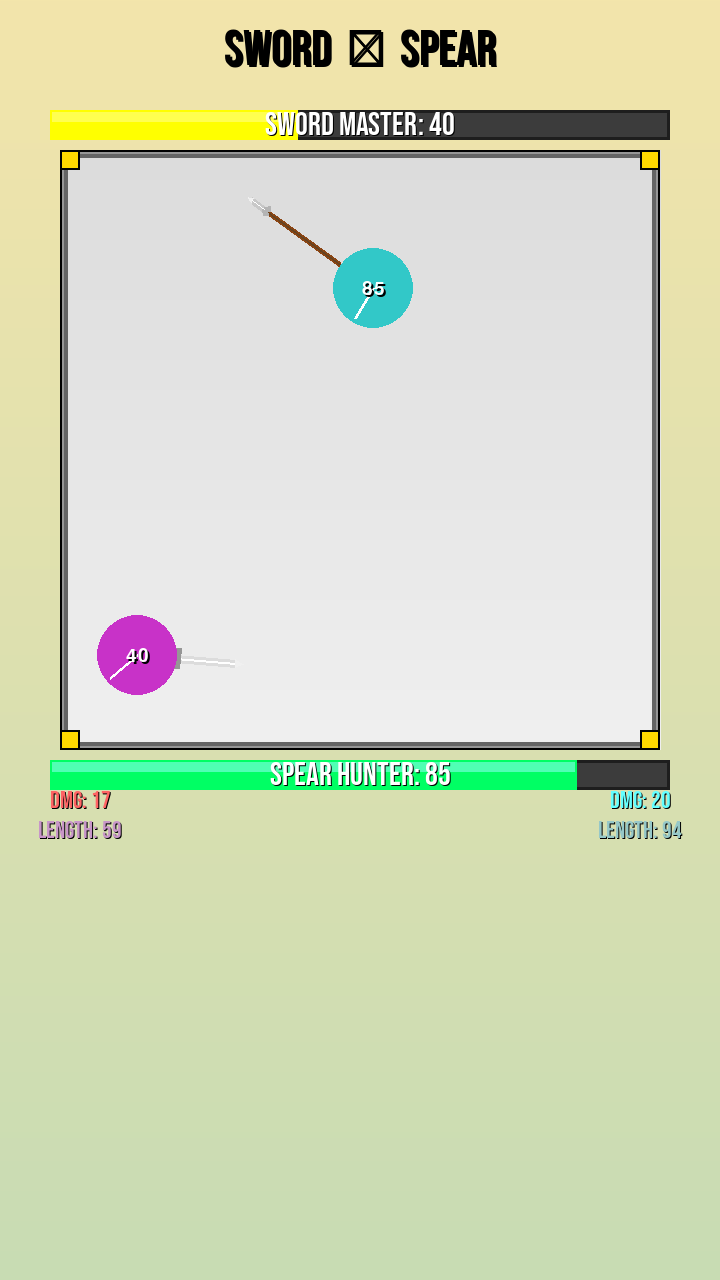 SWORD SPEAR
SWORD MASTER: 40
85
40
SPEAR HUNTER: 85
DMG: 17 DMG: 20
LENGTH: 59 LENGTH: 94